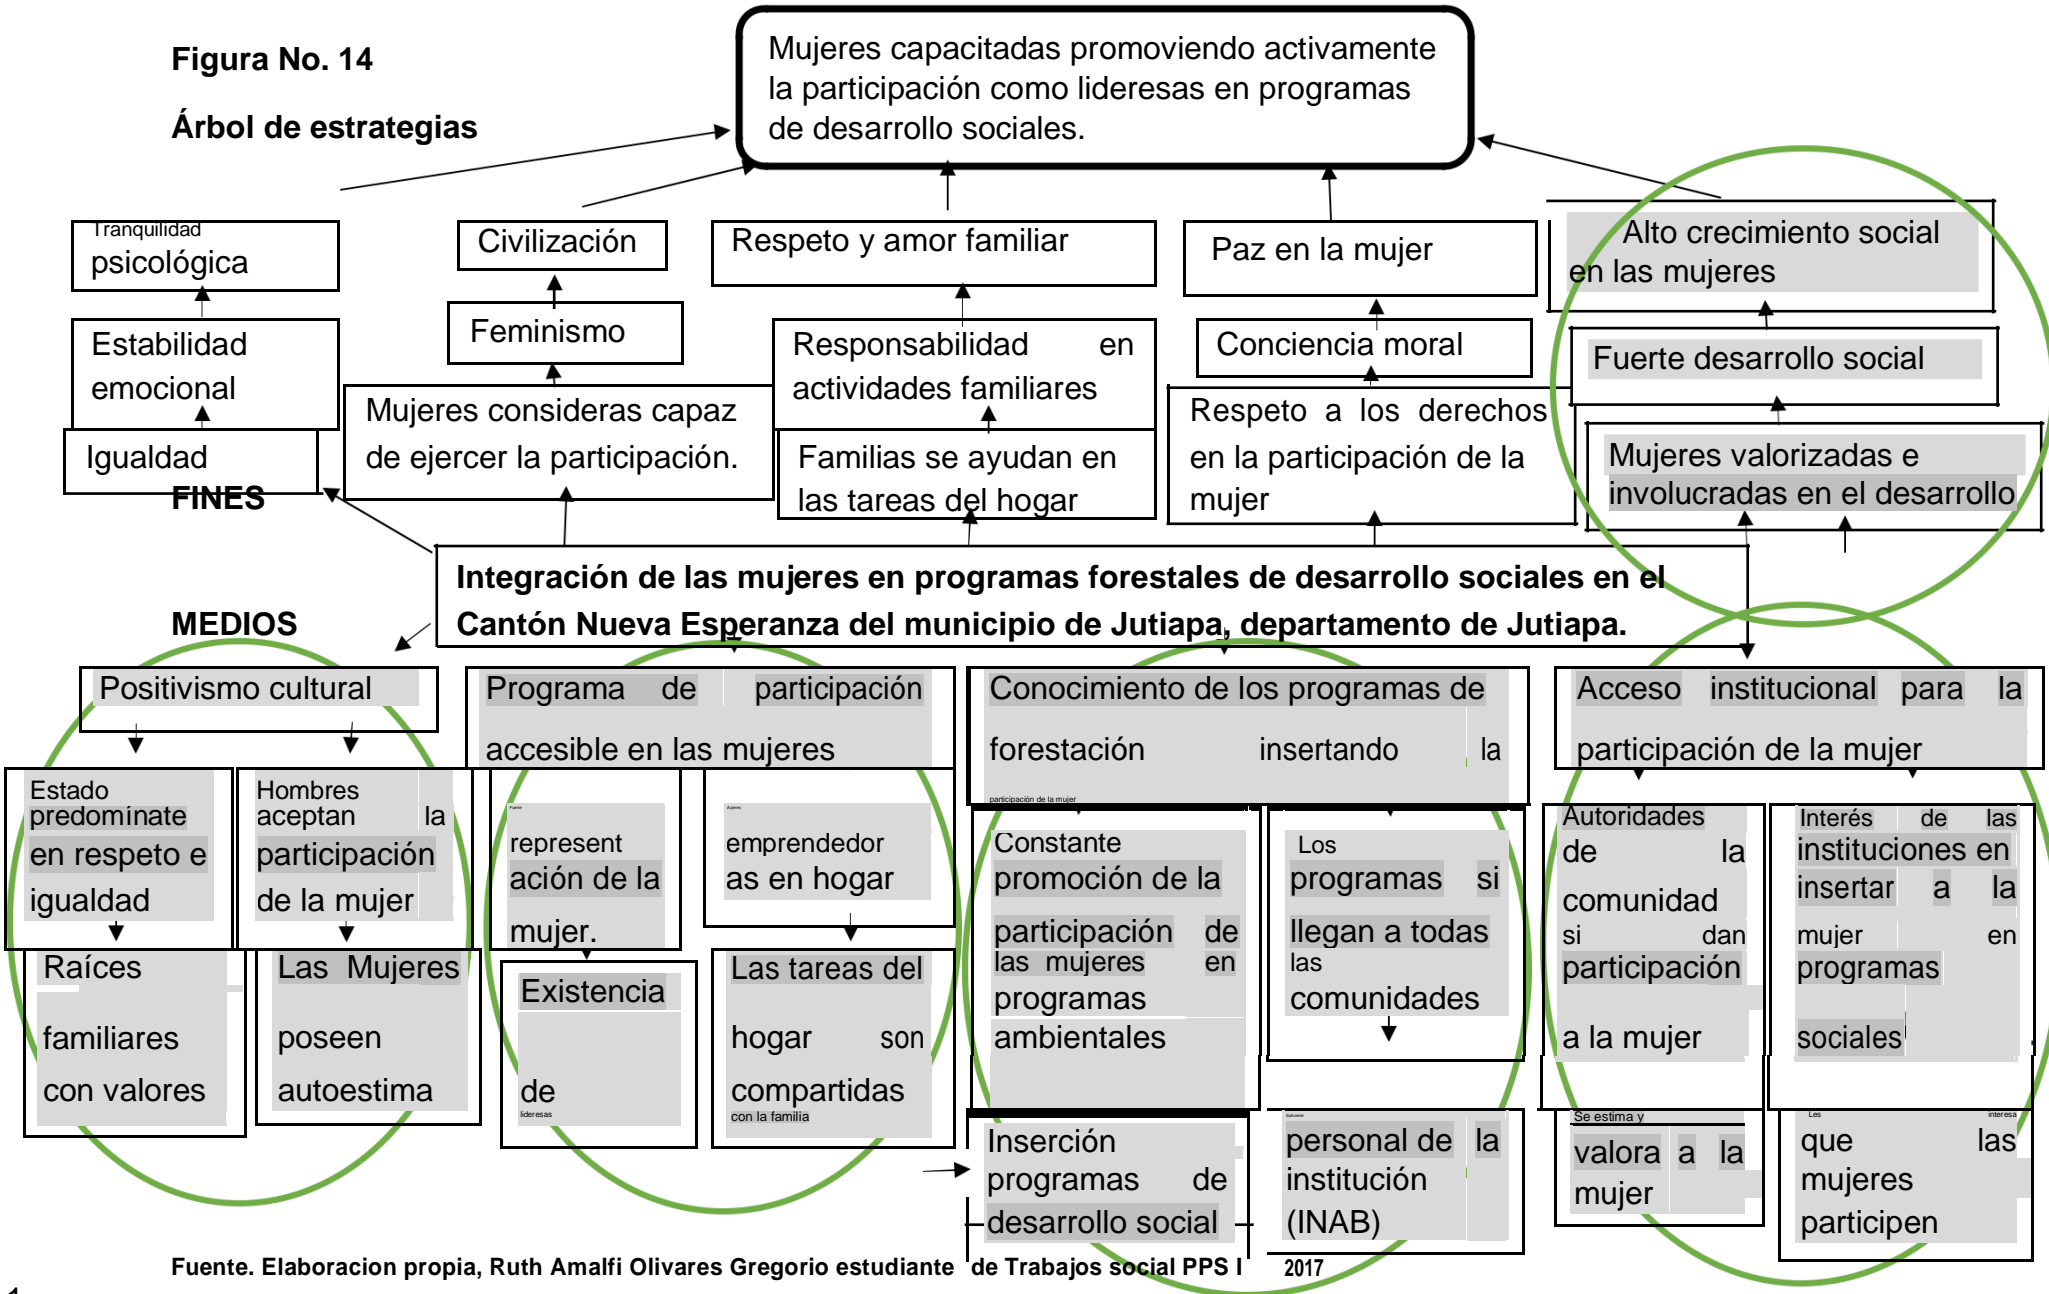 Figura No. 14
Árbol de estrategias
Mujeres capacitadas promoviendo activamente
la participación como lideresas en programas
de desarrollo sociales.
Tranquilidad
psicológica
Civilización
Respeto y amor familiar
Paz en la mujer
Alto crecimiento social
en las mujeres
Estabilidad
emocional
Feminismo
Responsabilidad en
actividades familiares
Conciencia moral
Fuerte desarrollo social
Igualdad
Mujeres consideras capaz
de ejercer la participación.
Familias se ayudan en
las tareas del hogar
Respeto a los derechos
en la participación de la
mujer
Mujeres valorizadas e
involucradas en el desarrollo
FINES
Integración de las mujeres en programas forestales de desarrollo sociales en el
Cantón Nueva Esperanza del municipio de Jutiapa, departamento de Jutiapa.
MEDIOS
Positivismo cultural
Programa de participación
accesible en las mujeres
Conocimiento de los programas de
forestación insertando la
participación de la mujer
Acceso institucional para la
participación de la mujer
Estado
predomínate
en respeto e
igualdad
Hombres
aceptan la
participación
de la mujer
Fuerte
represent
ación de la
mujer.
emprendedor
as en hogar
Constante
promoción de la
participación de
las mujeres en
programas
ambientales
Los
programas si
llegan a todas
las
comunidades
Autoridades
de la
comunidad
si dan
participación
a la mujer
Interés de las
instituciones en
insertar a la
mujer en
programas
sociales
Raíces
familiares
con valores
Las Mujeres
poseen
autoestima
Existencia
de
lideresas
Las tareas del
hogar son
compartidas
con la familia
Inserción
programas de
desarrollo social
personal de la
institución
(INAB)
Se estima y
valora a la
mujer
Les interesa
que las
mujeres
participen
Fuente. Elaboracion propia, Ruth Amalfi Olivares Gregorio estudiante de Trabajos social PPS I 2017